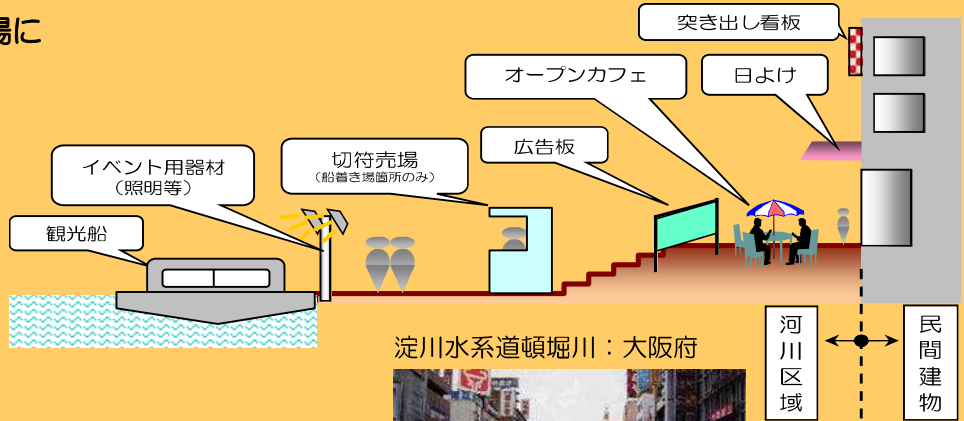 場に
突き出し看板
オープンカフェ
日よけ
広告板
切符売場
（船着き場箇所のみ）
イベント用器材
（照明等）
観光船
淀川水系道頓堀川：大阪府
河川区域
民間建物